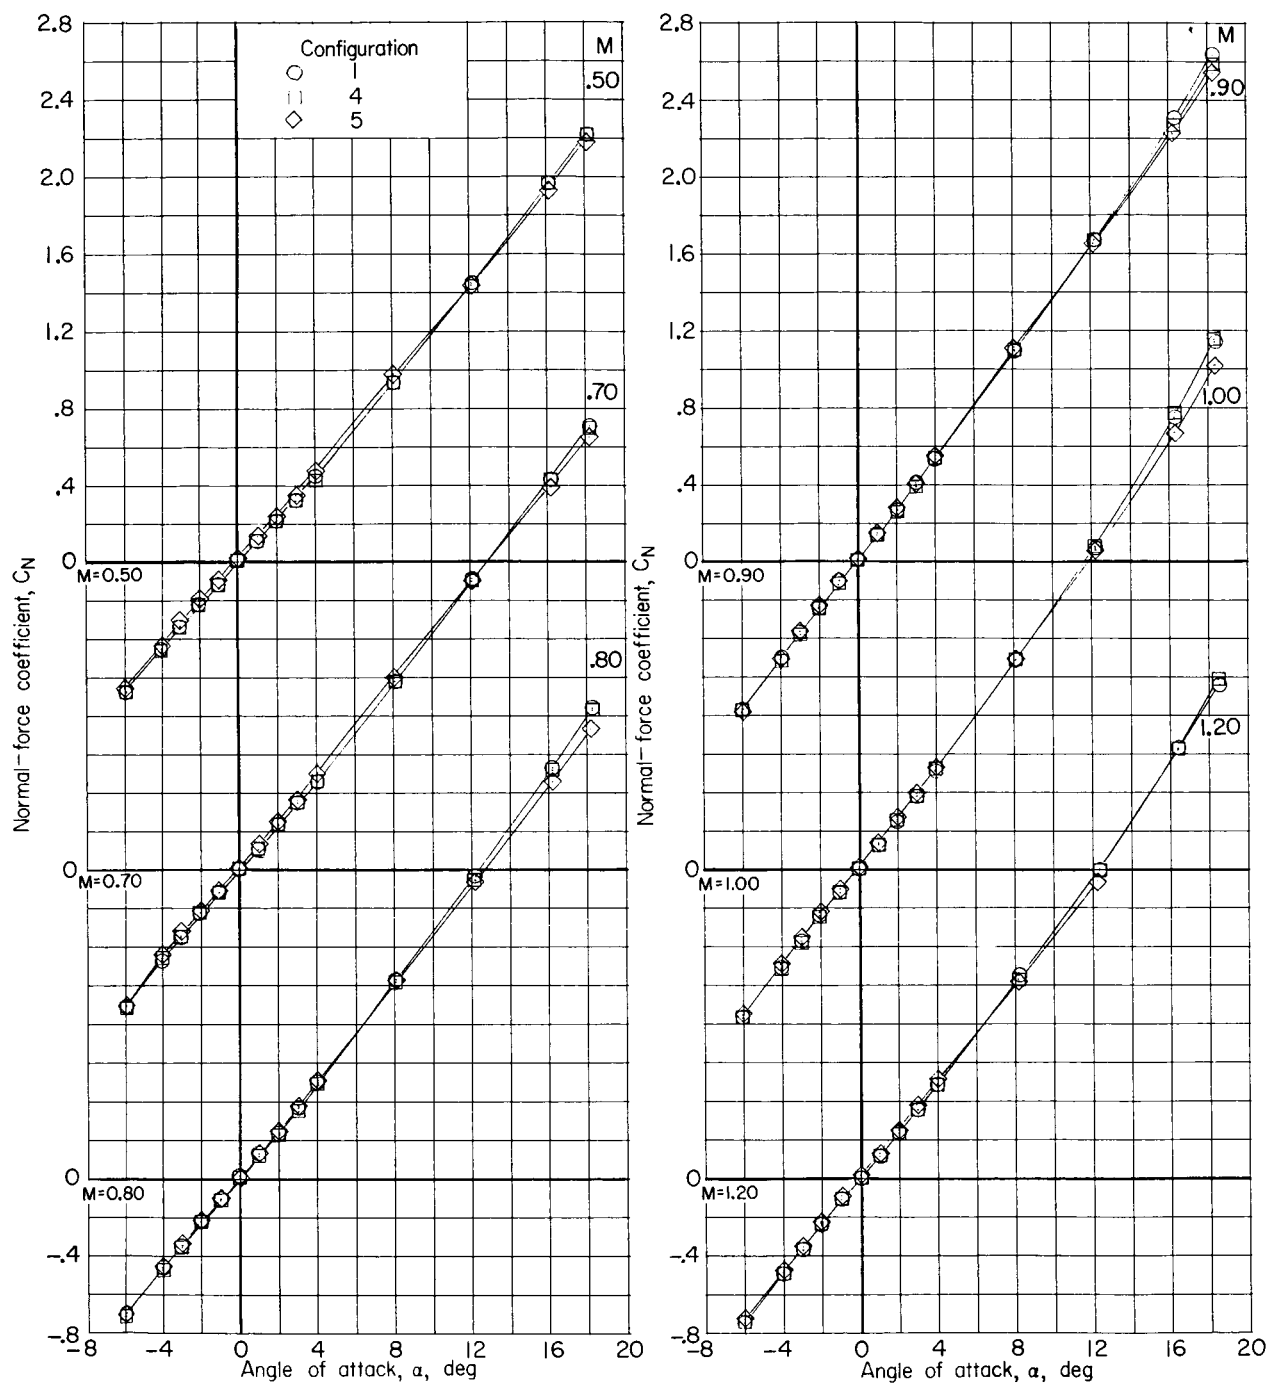 2.8
2.4
2.0
1.6
1.2
.8
.4
0
M=0.50
0
M=0.70
0
M=0.80
-.4
-.8
Normal-force coefficient, CN
Configuration
1
4
5
M
.50
.70
.80
-8 -4 0 4 8 12 16 20
Angle of attack, α, deg
2.8
2.4
2.0
1.6
1.2
.8
.4
0
M=0.90
0
M=1.00
0
M=1.20
-.4
-.8
Normal-force coefficient, CN
M
.90
1.00
1.20
-8 -4 0 4 8 12 16 20
Angle of attack, α, deg